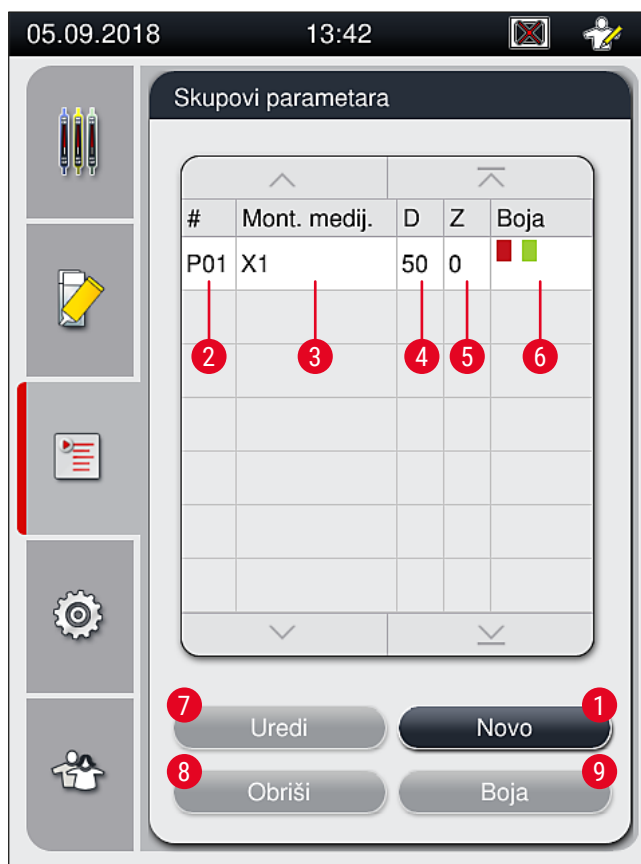 05.09.2018 13:42
Skupovi parametara
# Mont. medij. D Z Boja
P01 X1 50 0
2 3 4 5 6
7 1
Uredi Novo
8 9
Obriši Boja